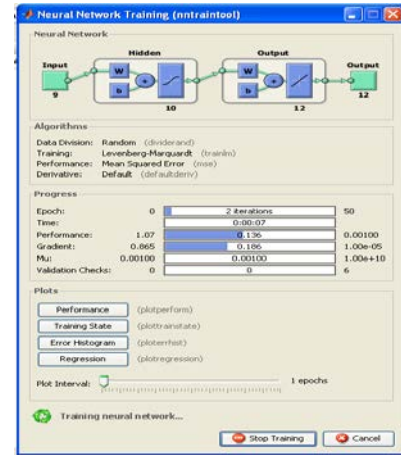 Neural Network Training (nntraintool)
Neural Network
Hidden Output
Input Output
W W
b b
9 12
10 12
Algorithms
Data Division: Random (dividerand)
Training: Levenberg-Marquardt (trainlm)
Performance: Mean Squared Error (mse)
Derivative: Default (defaultderiv)
Progress
Epoch: 0 2 iterations 50
Time: 0:00:07
Performance: 1.07 0.136 0.00100
Gradient: 0.865 0.186 1.00e-05
Mu: 0.00100 0.00100 1.00e+10
Validation Checks: 0 0 6
Plots
Performance (plotperform)
Training State (plottrainstate)
Error Histogram (ploterrhist)
Regression (plotregression)
Plot Interval: 1 epochs
Training neural network...
Stop Training Cancel